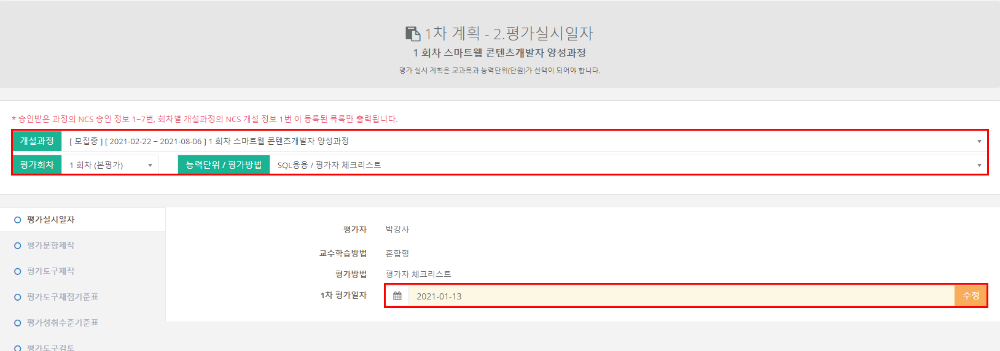 1차 계획 - 2.평가실시일자
1 회차 스마트웹 콘텐츠개발자 양성과정
평가 실시 계획은 교과목과 능력단위(단원)가 선택이 되어야 합니다.
* 승인받은 과정의 NCS 승인 정보 1~7번, 회차별 개설과정의 NCS 개설 정보 1번 이 등록된 목록만 출력됩니다.
개설과정 [ 모집중 ] [ 2021-02-22 ~ 2021-08-06 ] 1 회차 스마트웹 콘텐츠개발자 양성과정
평가회차 1 회차 (본평가) 능력단위 / 평가방법 SQL응용 / 평가자 체크리스트
평가실시일자
평가문항제작
평가도구제작
평가도구채점기준표
평가성취수준기준표
평가도구검토
평가자 박강사
교수학습방법 혼합형
평가방법 평가자 체크리스트
1차 평가일자 2021-01-13 수정